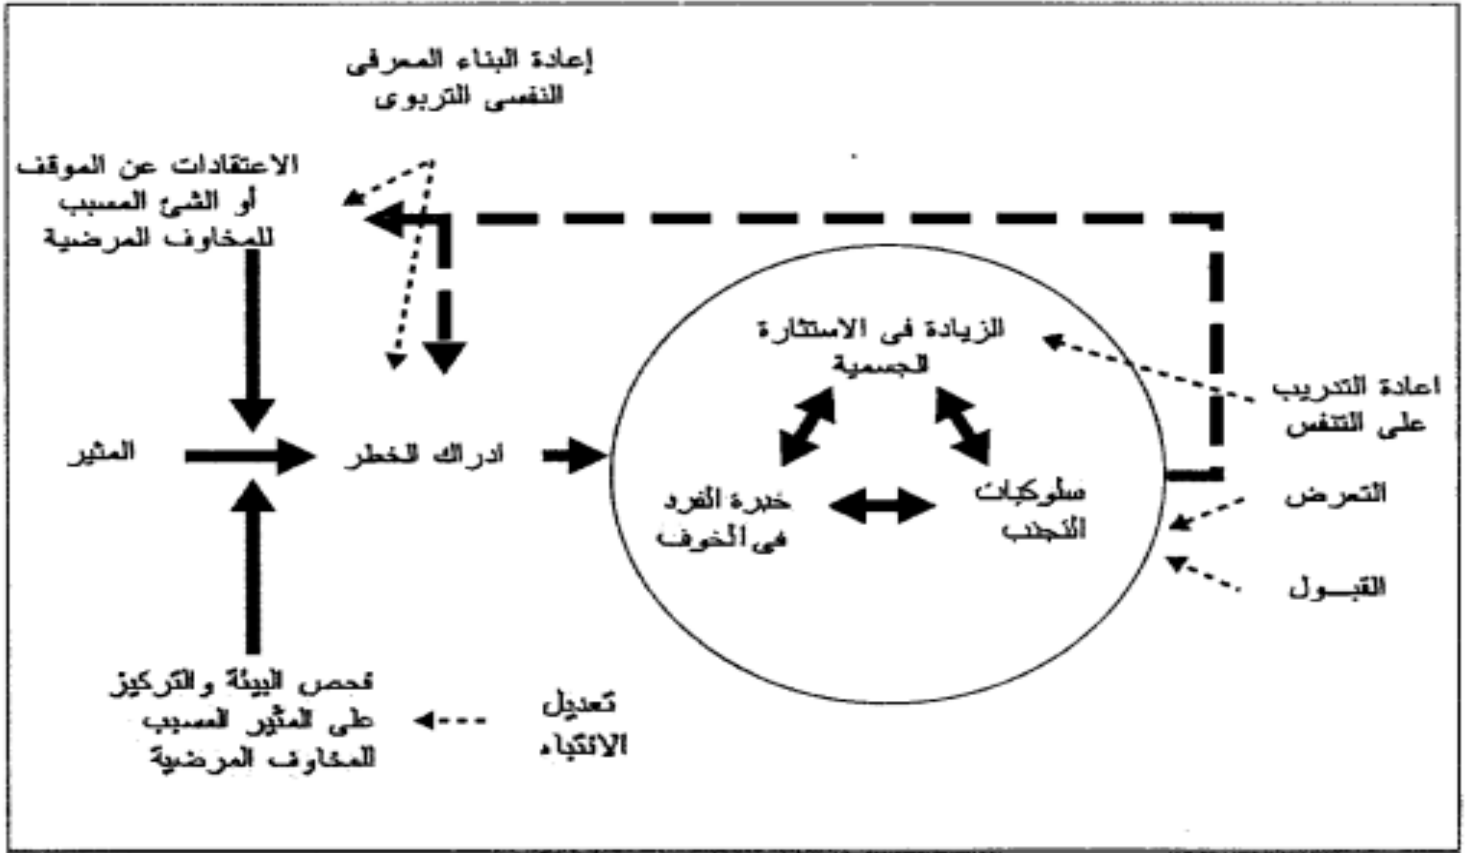 إعادة البناء المعرفى
النفسى التربوى
الاعتقادات عن الموقف
أو الشئ المسبب
للمخاوف المرضية
الزيادة فى الاستثارة
الجسمية
اعادة التدريب
على التنفس
المثير
ادراك الخطر
خبرة الفرد
فى الخوف
سلوكيات
التجنب
التعرض
القبـــول
فحص البيئة والتركيز
على المثير المسبب
للمخاوف المرضية
تعديل
الانتباه